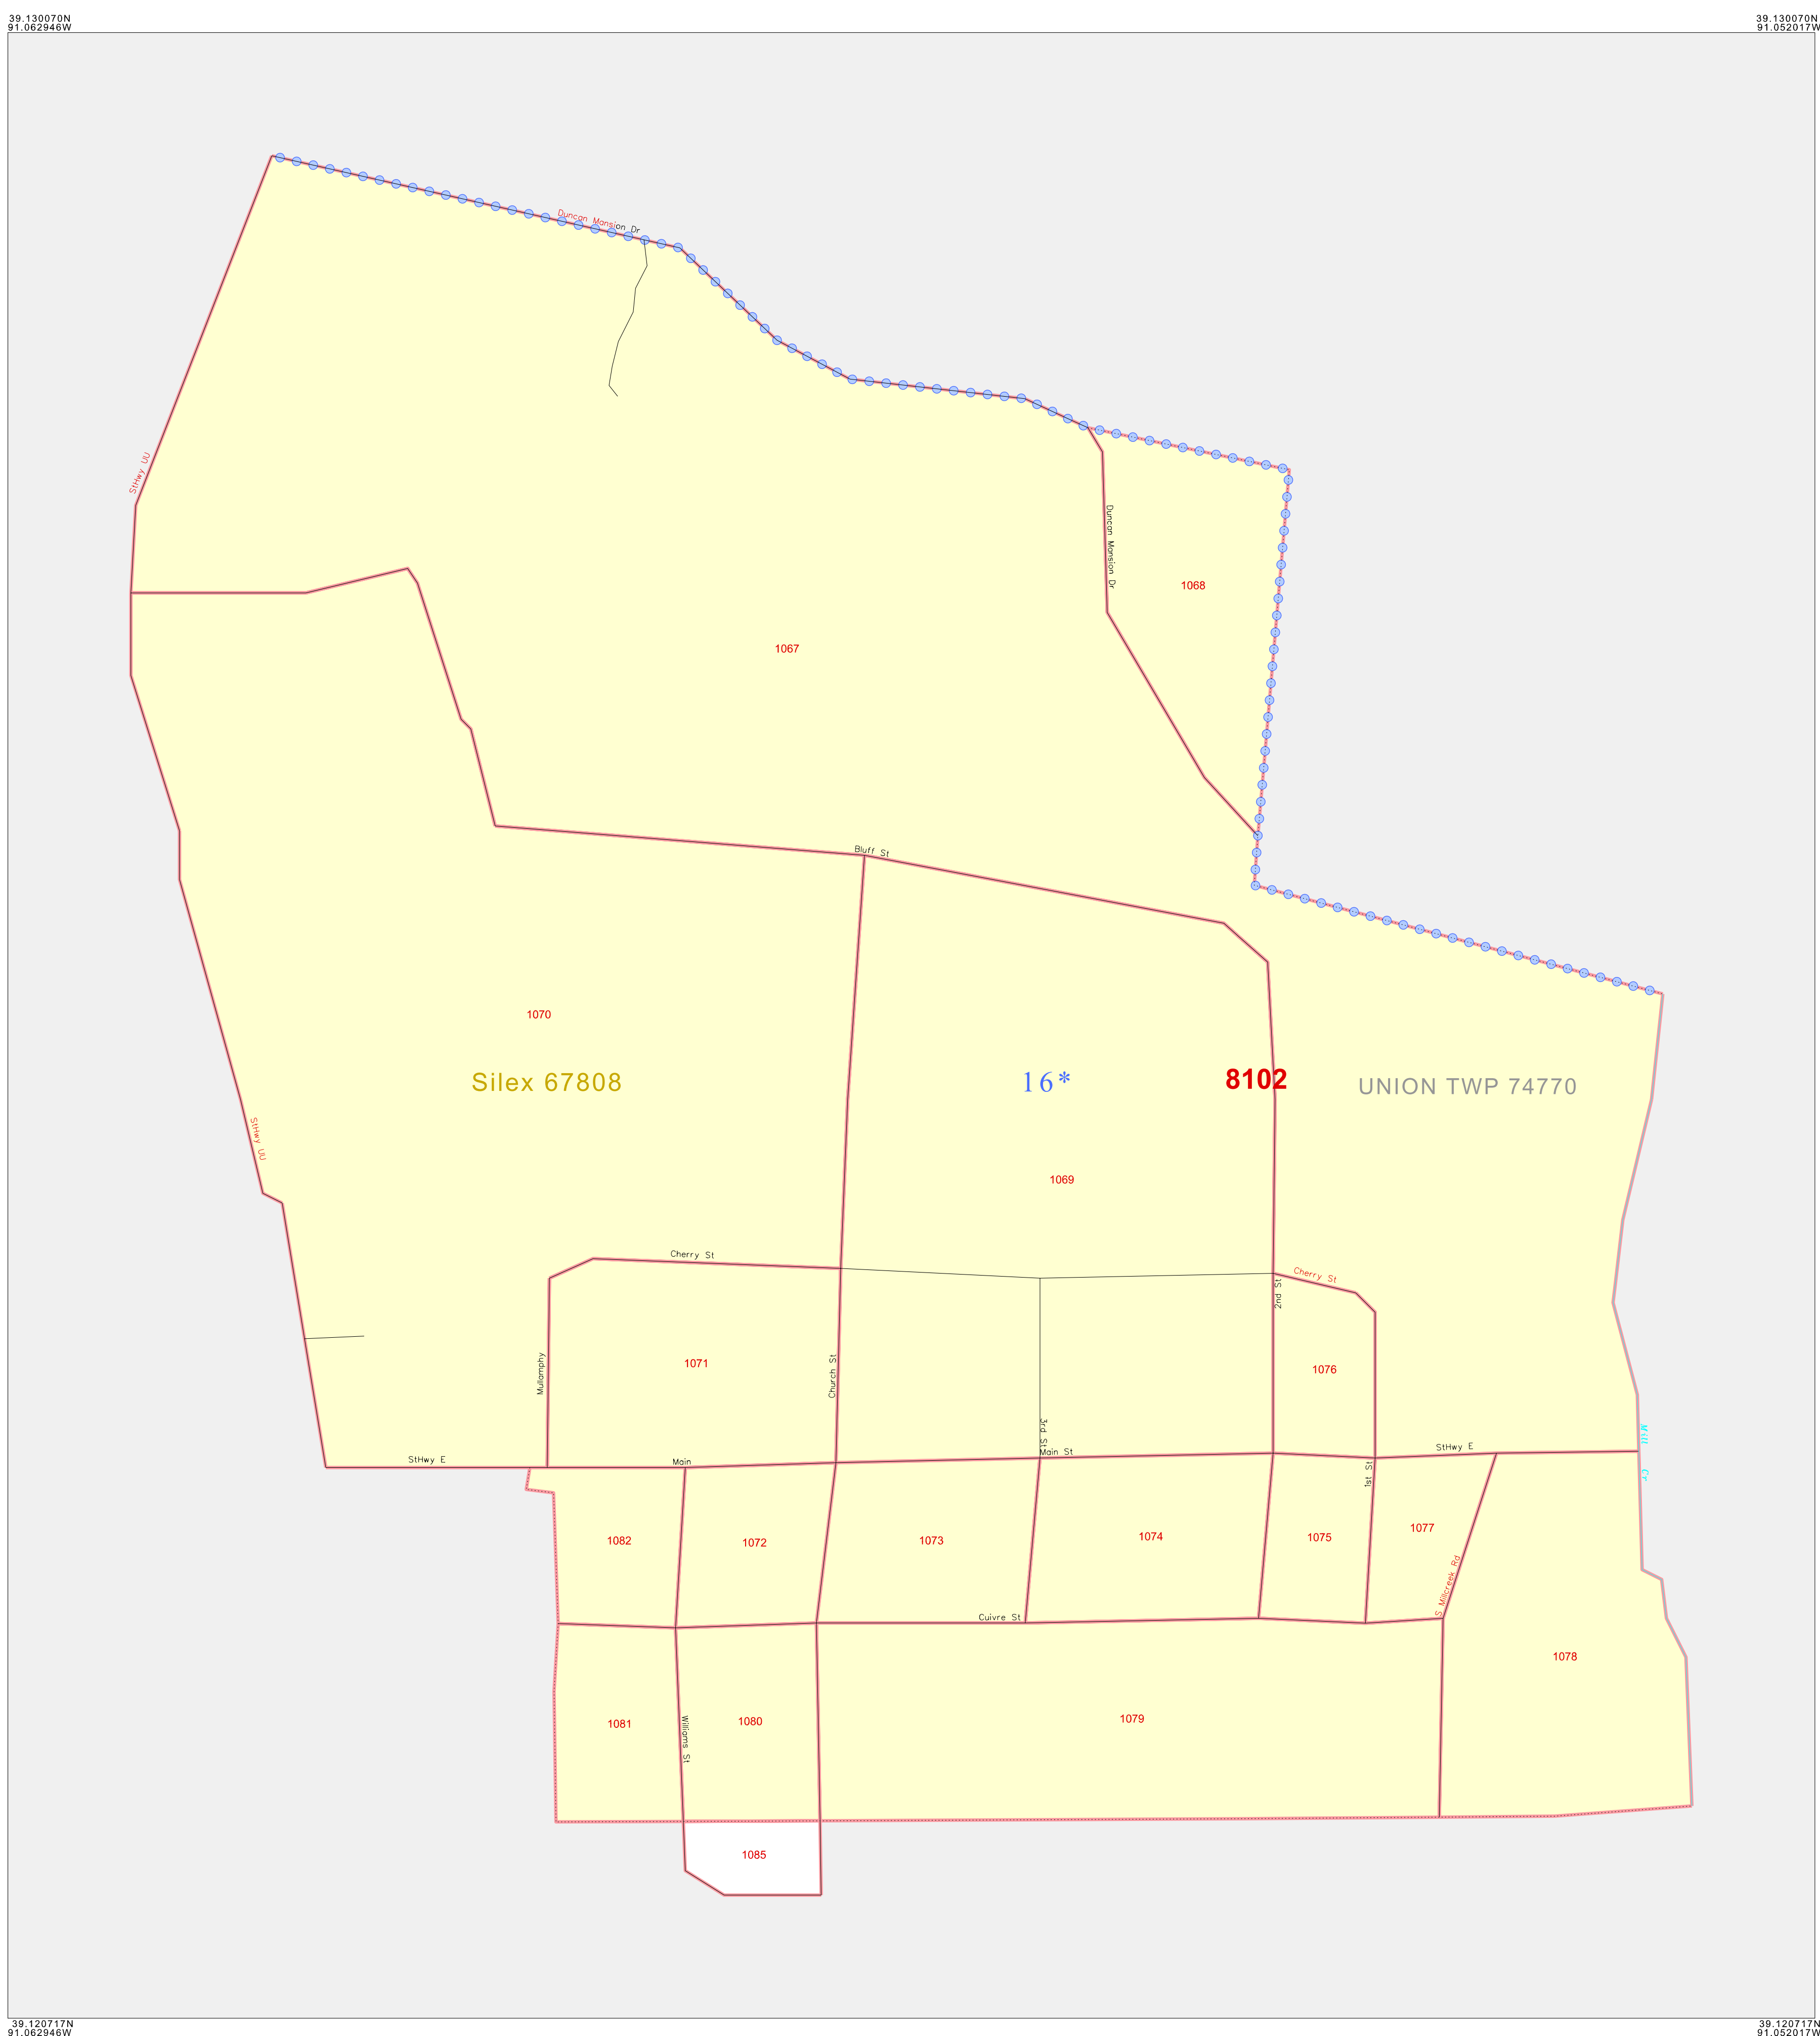 39.130070N
91.062946W
39.130070N
91.052017W
Duncan Mansion Dr
StHwy UU
Duncan Mansion Dr
1068
1067
Bluff St
1070
Silex 67808
16*
8102
UNION TWP 74770
StHwy UU
1069
Cherry St
Cherry St
2nd St
Mullamphy
1071
Church St
1076
3rd St
Main St
StHwy E
Mill Cr
StHwy E
Main
1st St
1082
1072
1073
1074
1075
1077
S Millcreek Rd
Cuivre St
1078
1081
Williams St
1080
1079
1085
39.120717N
91.062946W
39.120717N
91.052017W